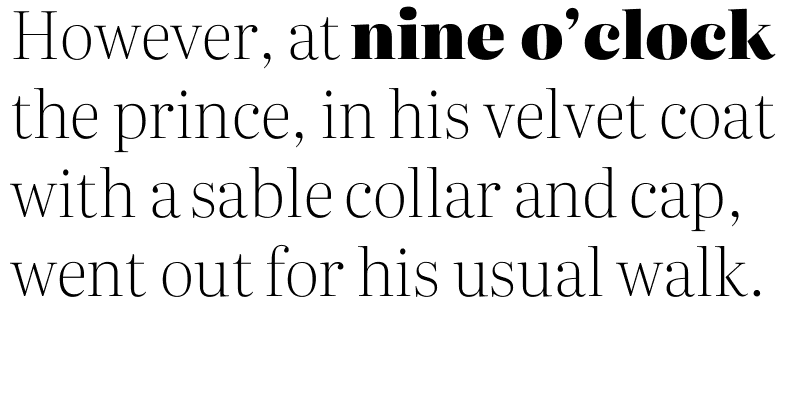 However, at nine o’clock
the prince, in his velvet coat
with a sable collar and cap,
went out for his usual walk.